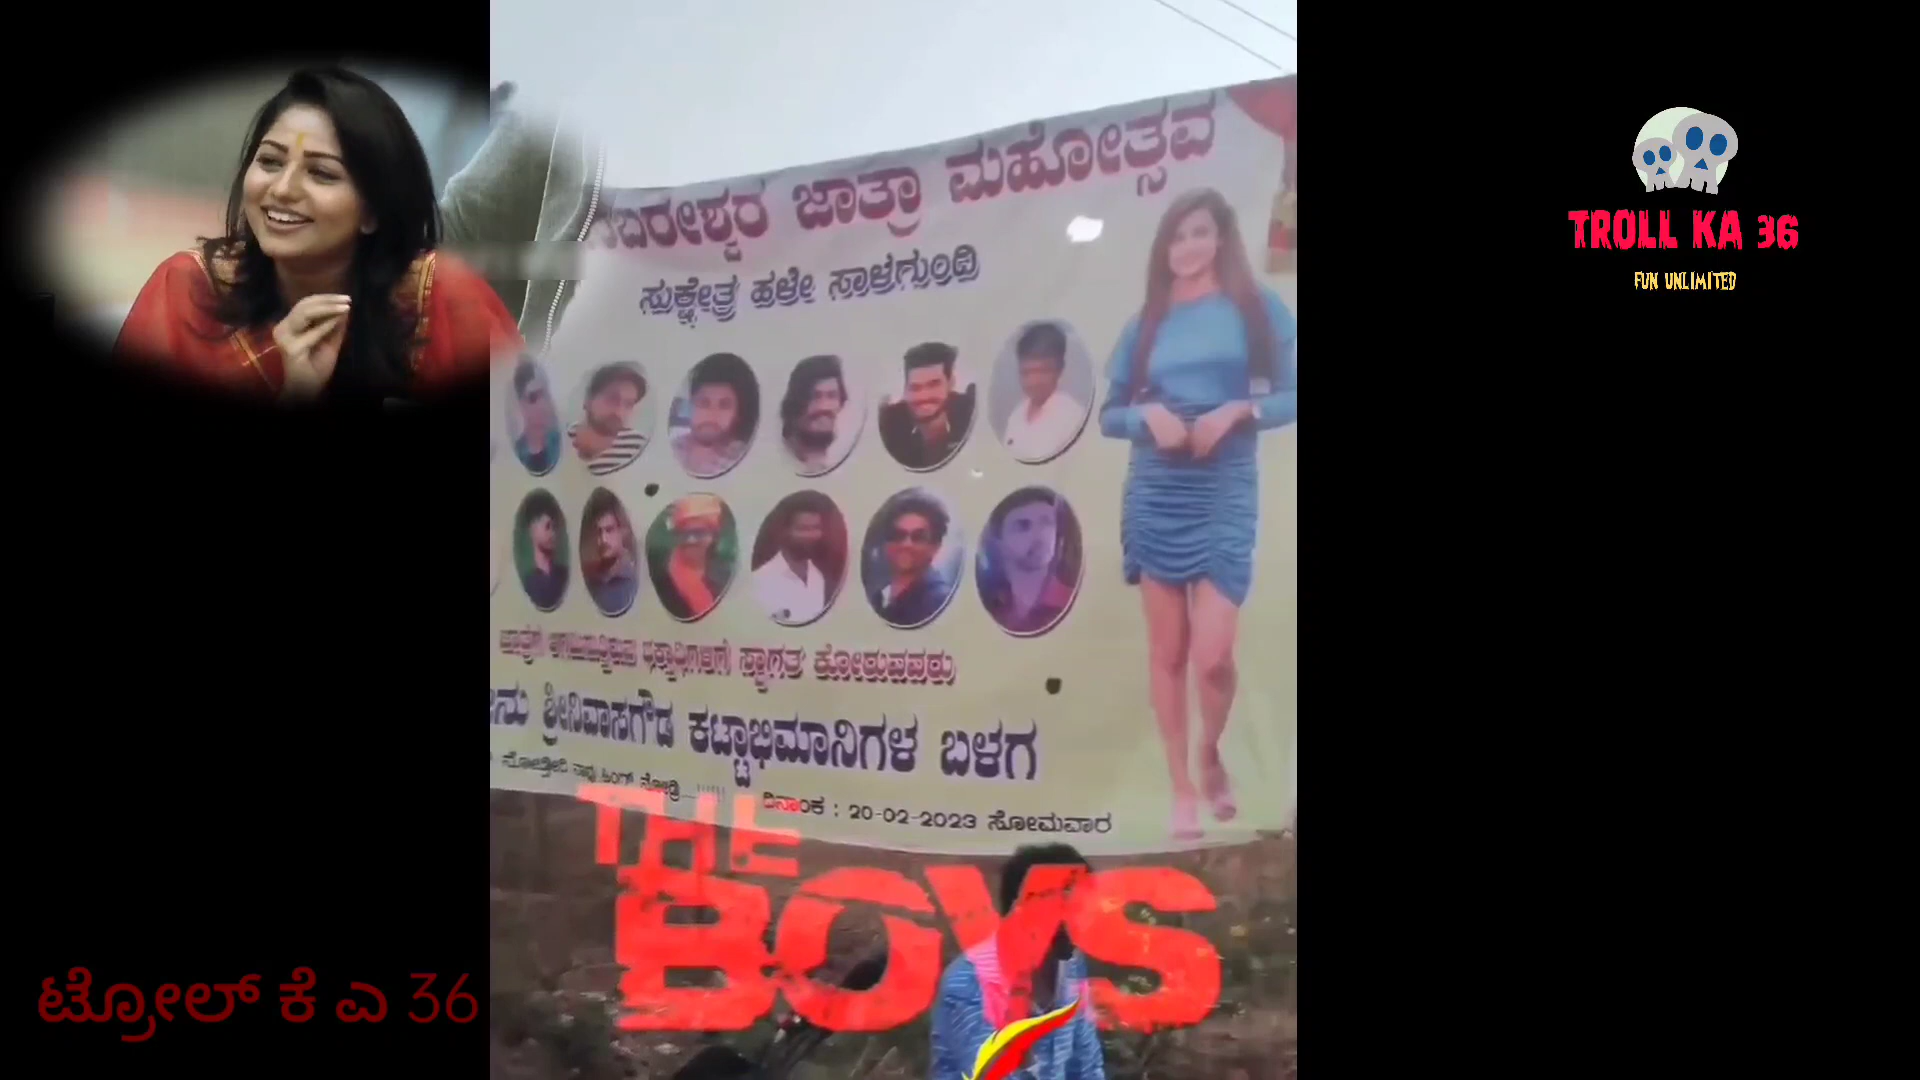 ಜಾತ್ರಾ ಮಹೋತ್ಸವ
ಸುಕ್ಷೇತ್ರ ಹಳೇ ಸಾಳಗುಂದಿ
ಸ್ವಾಗತ ಕೋರುವವರು
ಶ್ರೀನಿವಾಸಗೌಡ ಕಟ್ಟಾಭಿಮಾನಿಗಳ ಬಳಗ
ದಿನಾಂಕ : 20-02-2023 ಸೋಮವಾರ
THE
BOYS
TROLL KA 36
FUN UNLIMITED
ಟ್ರೋಲ್ ಕೆ ಎ 36